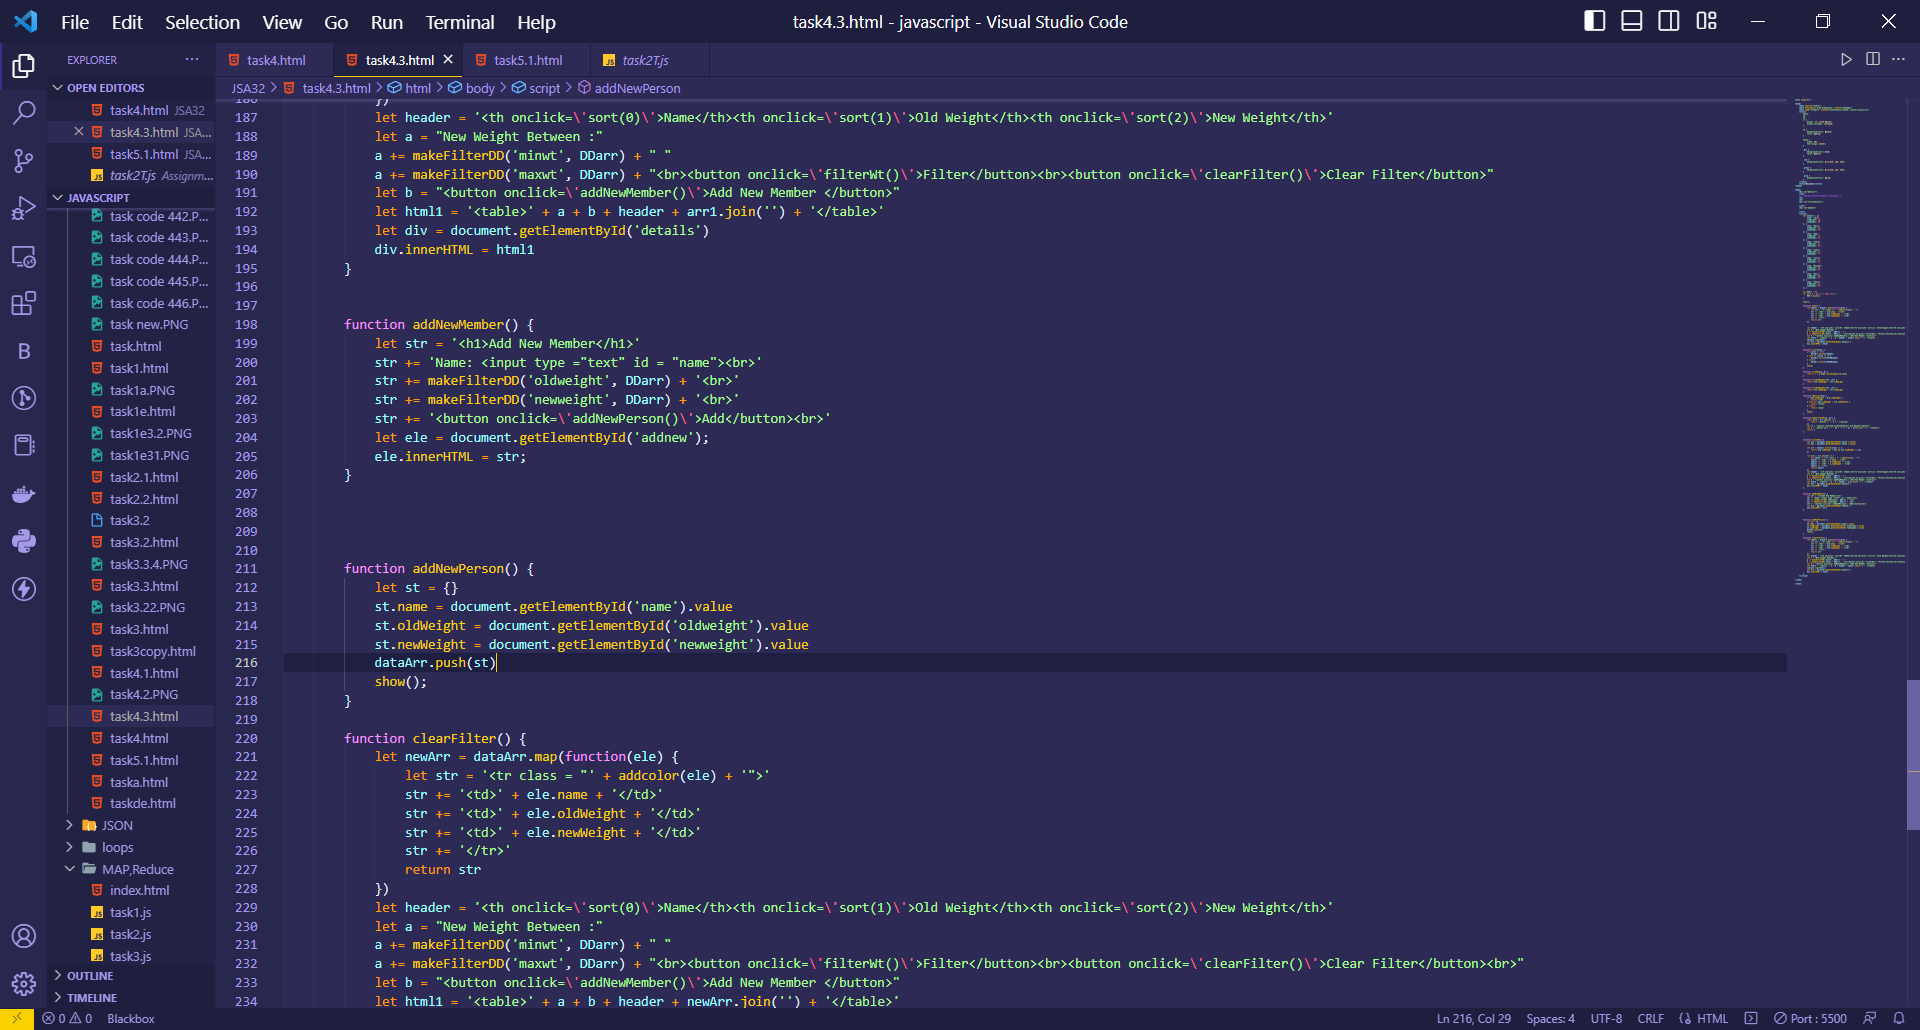 File Edit Selection View Go Run Terminal Help
task4.3.html - javascript - Visual Studio Code
EXPLORER
OPEN EDITORS
task4.html JSA32
task4.3.html JSA...
task5.1.html JSA...
task2T.js Assignm...
JAVASCRIPT
task code 442.P...
task code 443.P...
task code 444.P...
task code 445.P...
task code 446.P...
task new.PNG
task.html
task1.html
task1a.PNG
task1e.html
task1e3.2.PNG
task1e31.PNG
task2.1.html
task2.2.html
task3.2
task3.2.html
task3.3.4.PNG
task3.3.html
task3.22.PNG
task3.html
task3copy.html
task4.1.html
task4.2.PNG
task4.3.html
task4.html
task5.1.html
taska.html
taskde.html
JSON
loops
MAP,Reduce
index.html
task1.js
task2.js
task3.js
OUTLINE
TIMELINE
task4.html
task4.3.html
task5.1.html
task2T.js
JSA32 > task4.3.html > html > body > script > addNewPerson
186 })
187 let header = '<th onclick=\'sort(0)\'>Name</th><th onclick=\'sort(1)\'>Old Weight</th><th onclick=\'sort(2)\'>New Weight</th>'
188 let a = "New Weight Between :"
189 a += makeFilterDD('minwt', DDarr) + " "
190 a += makeFilterDD('maxwt', DDarr) + "<br><button onclick=\'filterWt()\'>Filter</button><br><button onclick=\'clearFilter()\'>Clear Filter</button>"
191 let b = "<button onclick=\'addNewMember()\'>Add New Member </button>"
192 let html1 = '<table>' + a + b + header + arr1.join('') + '</table>'
193 let div = document.getElementById('details')
194 div.innerHTML = html1
195 }
196
197
198 function addNewMember() {
199 let str = '<h1>Add New Member</h1>'
200 str += 'Name: <input type ="text" id = "name"><br>'
201 str += makeFilterDD('oldweight', DDarr) + '<br>'
202 str += makeFilterDD('newweight', DDarr) + '<br>'
203 str += '<button onclick=\'addNewPerson()\'>Add</button><br>'
204 let ele = document.getElementById('addnew');
205 ele.innerHTML = str;
206 }
207
208
209
210
211 function addNewPerson() {
212 let st = {}
213 st.name = document.getElementById('name').value
214 st.oldWeight = document.getElementById('oldweight').value
215 st.newWeight = document.getElementById('newweight').value
216 dataArr.push(st)
217 show();
218 }
219
220 function clearFilter() {
221 let newArr = dataArr.map(function(ele) {
222 let str = '<tr class = "' + addcolor(ele) + '">'
223 str += '<td>' + ele.name + '</td>'
224 str += '<td>' + ele.oldWeight + '</td>'
225 str += '<td>' + ele.newWeight + '</td>'
226 str += '</tr>'
227 return str
228 })
229 let header = '<th onclick=\'sort(0)\'>Name</th><th onclick=\'sort(1)\'>Old Weight</th><th onclick=\'sort(2)\'>New Weight</th>'
230 let a = "New Weight Between :"
231 a += makeFilterDD('minwt', DDarr) + " "
232 a += makeFilterDD('maxwt', DDarr) + "<br><button onclick=\'filterWt()\'>Filter</button><br><button onclick=\'clearFilter()\'>Clear Filter</button><br>"
233 let b = "<button onclick=\'addNewMember()\'>Add New Member </button>"
234 let html1 = '<table>' + a + b + header + newArr.join('') + '</table>'
0 0 Blackbox
Ln 216, Col 29 Spaces: 4 UTF-8 CRLF HTML Port : 5500